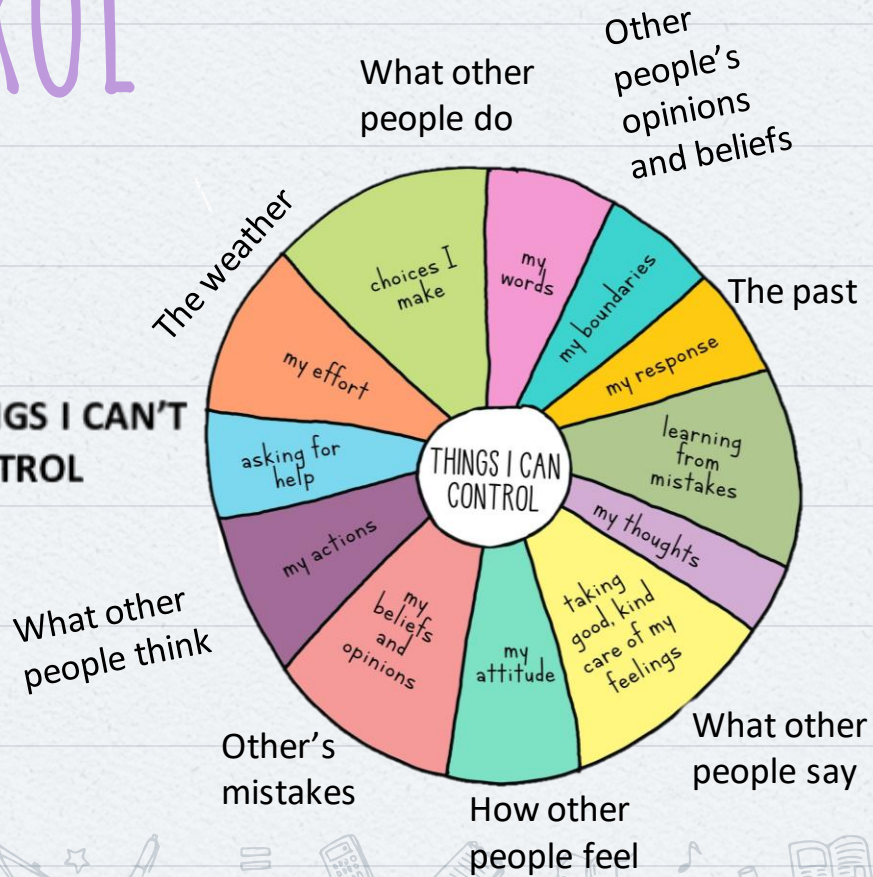 ROL
What other
people do
Other
people's
opinions
and beliefs
The weather
The past
GS I CAN'T
TROL
choices I
make
my
words
my boundaries
my response
learning
from
mistakes
my thoughts
taking
good, kind
care of my
feelings
my
attitude
my
beliefs
and
opinions
my actions
asking for
help
my effort
THINGS I CAN
CONTROL
What other
people think
Other's
mistakes
How other
people feel
What other
people say